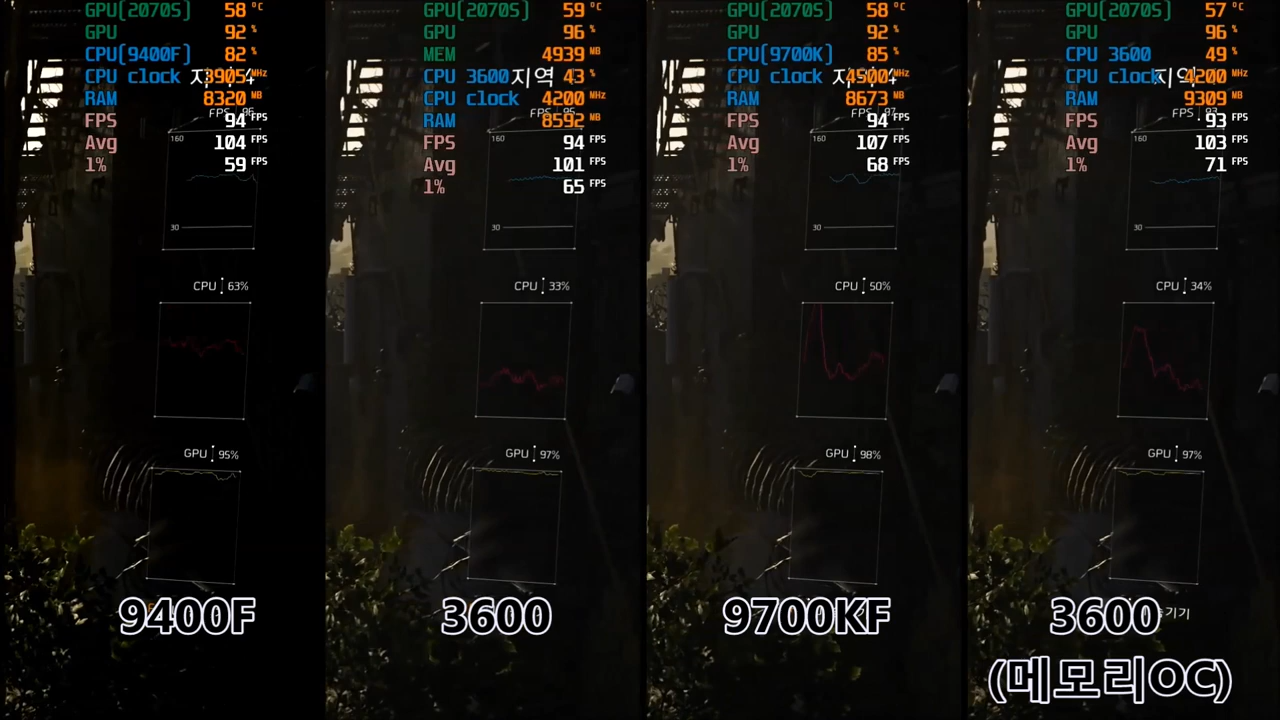 GPU(2070S) 58 °C
GPU 92 %
CPU(9400F) 82 %
CPU clock 3905 MHz
RAM 8320 MB
FPS 94 FPS
Avg 104 FPS
1% 59 FPS
160
30
CPU 63%
GPU 95%
9400F
GPU(2070S) 59 °C
GPU 96 %
MEM 4939 MB
CPU 3600 지역 43 %
CPU clock 4200 MHz
RAM 8592 MB
FPS 94 FPS
Avg 101 FPS
1% 65 FPS
160
30
CPU 33%
GPU 97%
3600
GPU(2070S) 58 °C
GPU 92 %
CPU(9700K) 85 %
CPU clock 4500 MHz
RAM 8673 MB
FPS 94 FPS
Avg 107 FPS
1% 68 FPS
160
30
CPU 50%
GPU 98%
9700KF
GPU(2070S) 57 °C
GPU 96 %
CPU 3600 49 %
CPU clock 4200 MHz
RAM 9309 MB
FPS 93 FPS
Avg 103 FPS
1% 71 FPS
160
30
CPU 34%
GPU 97%
3600
(메모리OC)